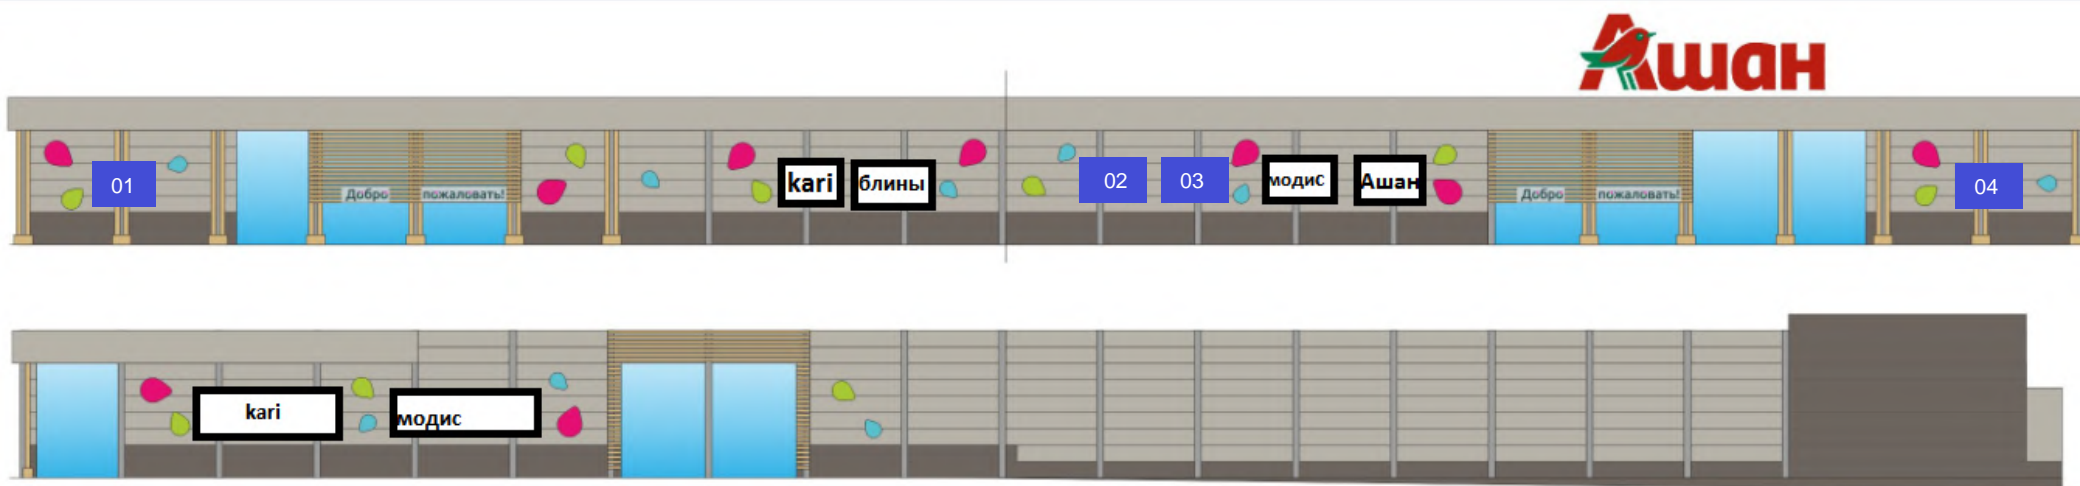 Ашан
01
Добро пожаловать!
kari
блины
02
03
модис
Ашан
Добро пожаловать!
04
kari
модис